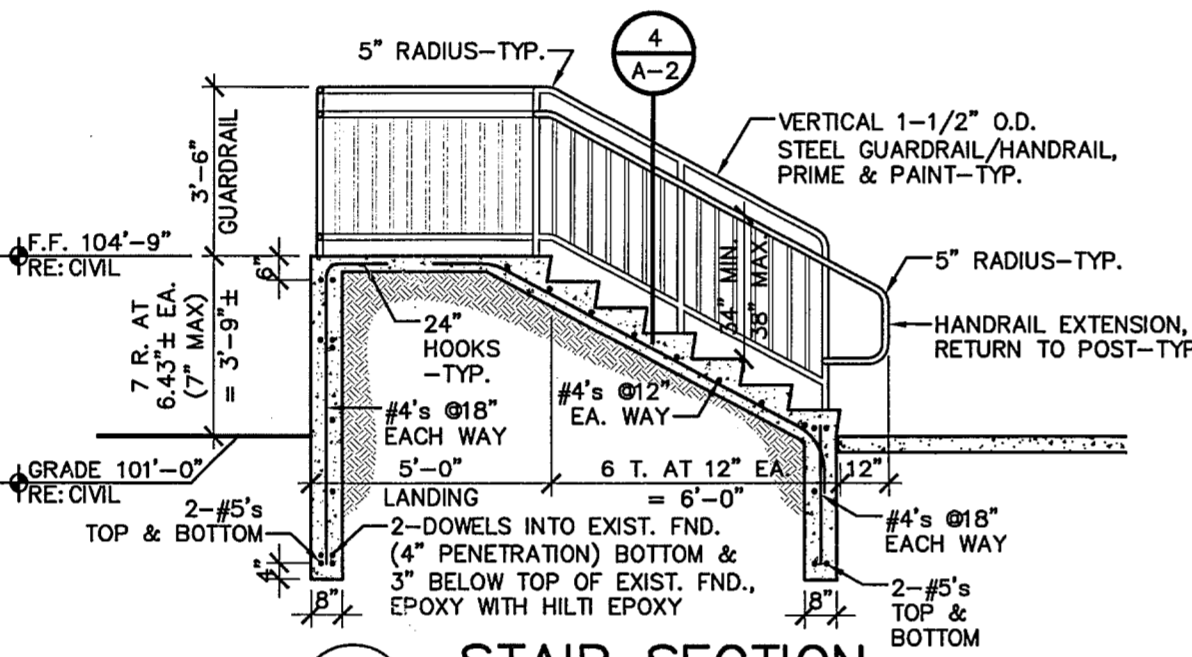 5" RADIUS-TYP.
4
A-2
VERTICAL 1-1/2" O.D.
STEEL GUARDRAIL/HANDRAIL,
PRIME & PAINT-TYP.
3'-6"
GUARDRAIL
F.F. 104'-9"
RE: CIVIL
6"
34" MIN.
38" MAX.
5" RADIUS-TYP.
HANDRAIL EXTENSION,
RETURN TO POST-TYP
7 R. AT
6.43"± EA.
(7" MAX)
= 3'-9"±
24"
HOOKS
-TYP.
#4's @18"
EACH WAY
#4's @12"
EA. WAY
GRADE 101'-0"
RE: CIVIL
5'-0"
LANDING
6 T. AT 12" EA.
= 6'-0"
12"
2-#5's
TOP & BOTTOM
2-DOWELS INTO EXIST. FND.
(4" PENETRATION) BOTTOM &
3" BELOW TOP OF EXIST. FND.,
EPOXY WITH HILTI EPOXY
#4's @18"
EACH WAY
4"
8"
8"
2-#5's
TOP &
BOTTOM
STAIR SECTION